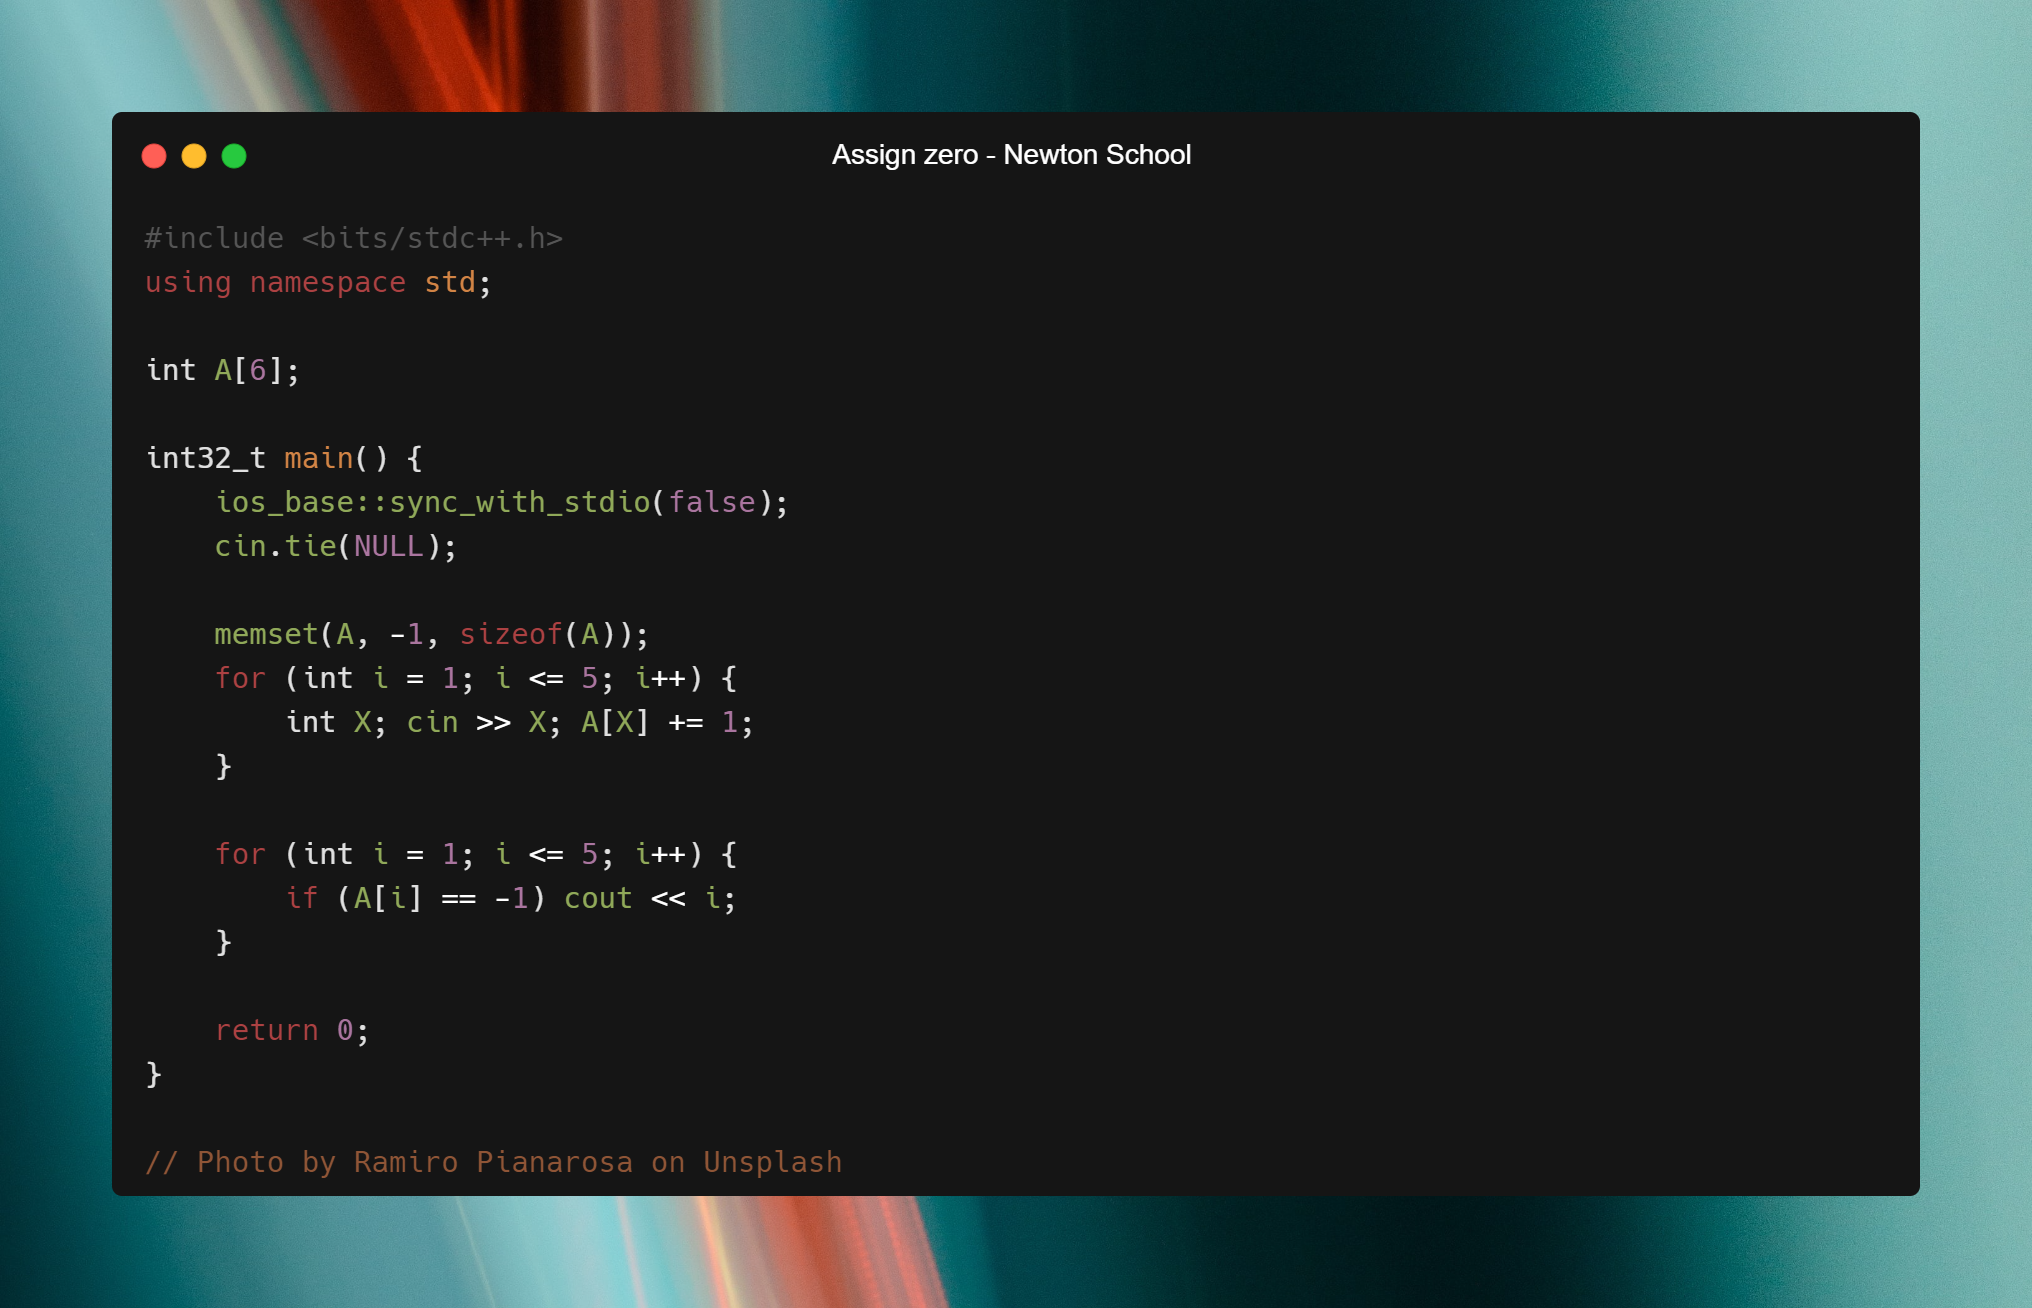 Assign zero - Newton School
#include <bits/stdc++.h>
using namespace std;
int A[6];
int32_t main() {
    ios_base::sync_with_stdio(false);
    cin.tie(NULL);
    memset(A, -1, sizeof(A));
    for (int i = 1; i <= 5; i++) {
        int X; cin >> X; A[X] += 1;
    }
    for (int i = 1; i <= 5; i++) {
        if (A[i] == -1) cout << i;
    }
    return 0;
}
// Photo by Ramiro Pianarosa on Unsplash